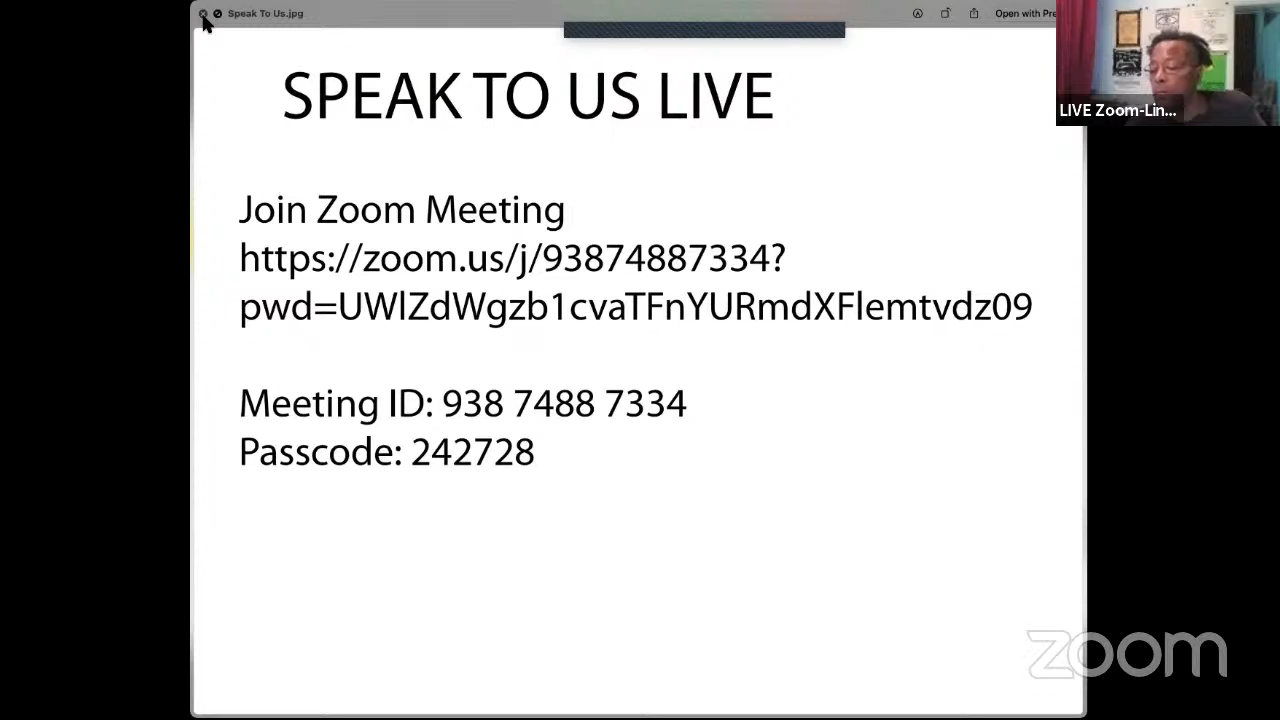 Speak To Us.jpg
Open with Pre
LIVE Zoom-Lin...
SPEAK TO US LIVE
Join Zoom Meeting
https://zoom.us/j/93874887334?
pwd=UWlZdWgzb1cvaTFnYURmdXFlemtvdz09
Meeting ID: 938 7488 7334
Passcode: 242728
zoom